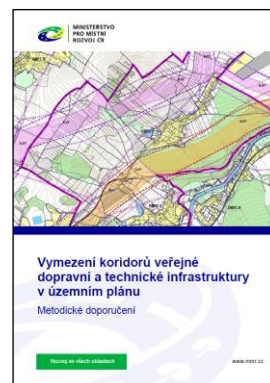 MINISTERSTVO
PRO MÍSTNÍ
ROZVOJ ČR
Vymezení koridorů veřejné
dopravní a technické infrastruktury
v územním plánu
Metodické doporučení
Rozvoj ve všech ohledech
www.mmr.cz